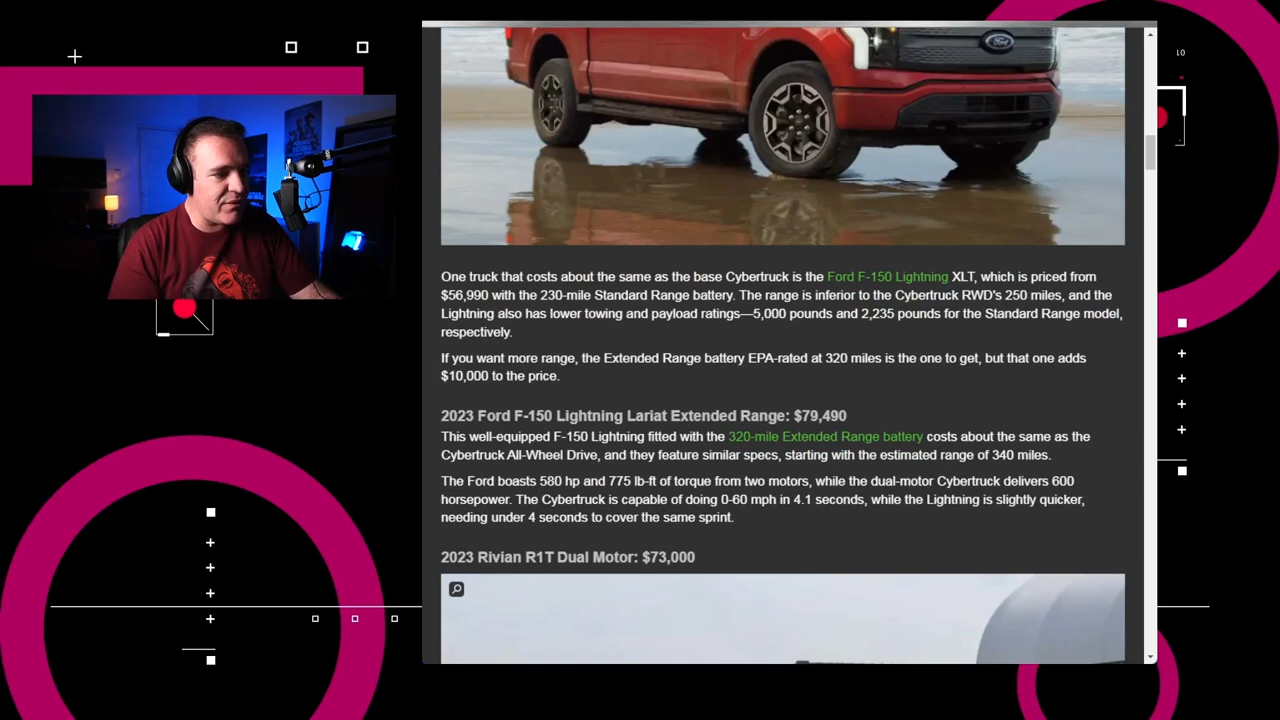 Ford
10
One truck that costs about the same as the base Cybertruck is the Ford F-150 Lightning XLT, which is priced from
$56,990 with the 230-mile Standard Range battery. The range is inferior to the Cybertruck RWD's 250 miles, and the
Lightning also has lower towing and payload ratings—5,000 pounds and 2,235 pounds for the Standard Range model,
respectively.
If you want more range, the Extended Range battery EPA-rated at 320 miles is the one to get, but that one adds
$10,000 to the price.
2023 Ford F-150 Lightning Lariat Extended Range: $79,490
This well-equipped F-150 Lightning fitted with the 320-mile Extended Range battery costs about the same as the
Cybertruck All-Wheel Drive, and they feature similar specs, starting with the estimated range of 340 miles.
The Ford boasts 580 hp and 775 lb-ft of torque from two motors, while the dual-motor Cybertruck delivers 600
horsepower. The Cybertruck is capable of doing 0-60 mph in 4.1 seconds, while the Lightning is slightly quicker,
needing under 4 seconds to cover the same sprint.
2023 Rivian R1T Dual Motor: $73,000